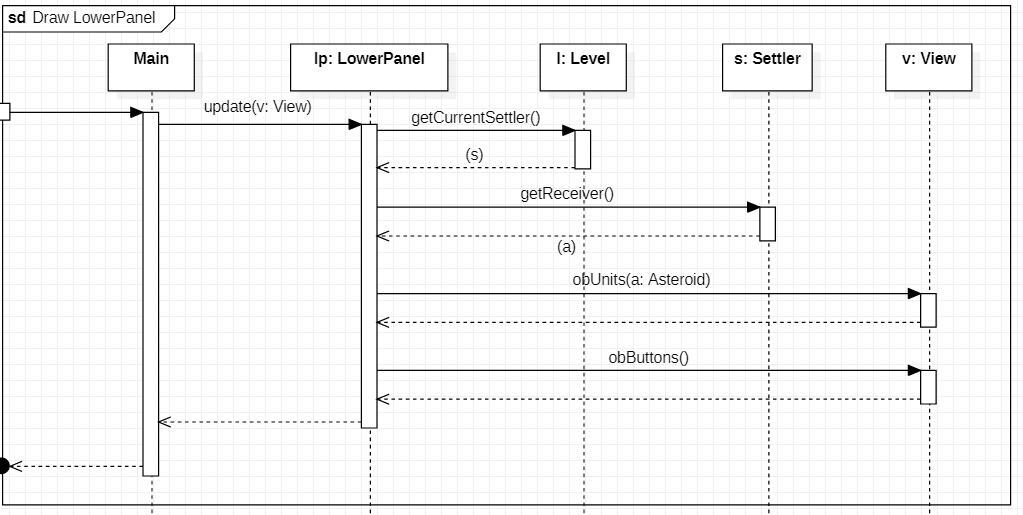 sd Draw LowerPanel
Main
lp: LowerPanel
l: Level
s: Settler
v: View
update(v: View)
getCurrentSettler()
(s)
getReceiver()
(a)
obUnits(a: Asteroid)
obButtons()